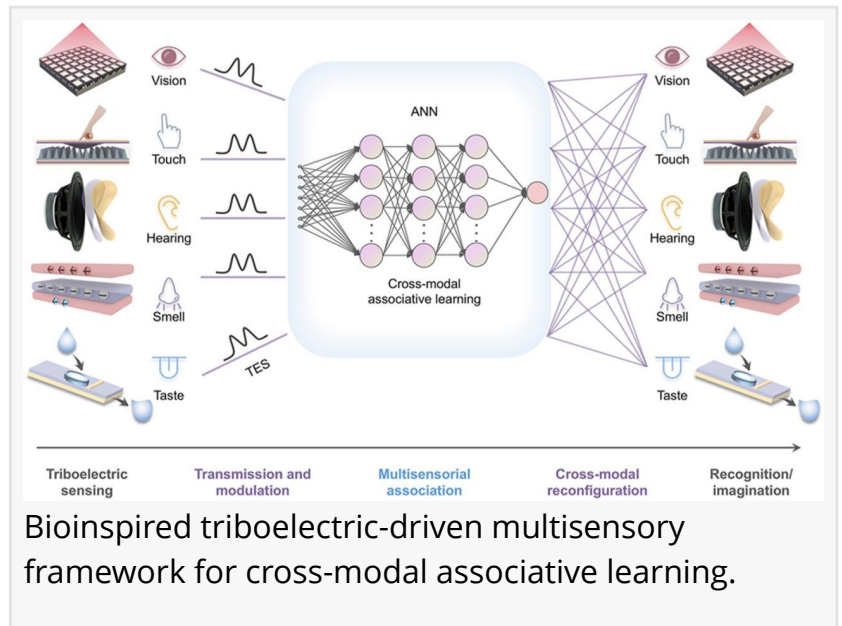 Vision
Touch
Hearing
Smell
Taste
TES
ANN
Cross-modal
associative learning
Vision
Touch
Hearing
Smell
Taste
Triboelectric
sensing
Transmission and
modulation
Multisensorial
association
Cross-modal
reconfiguration
Recognition/
imagination
Bioinspired triboelectric-driven multisensory
framework for cross-modal associative learning.